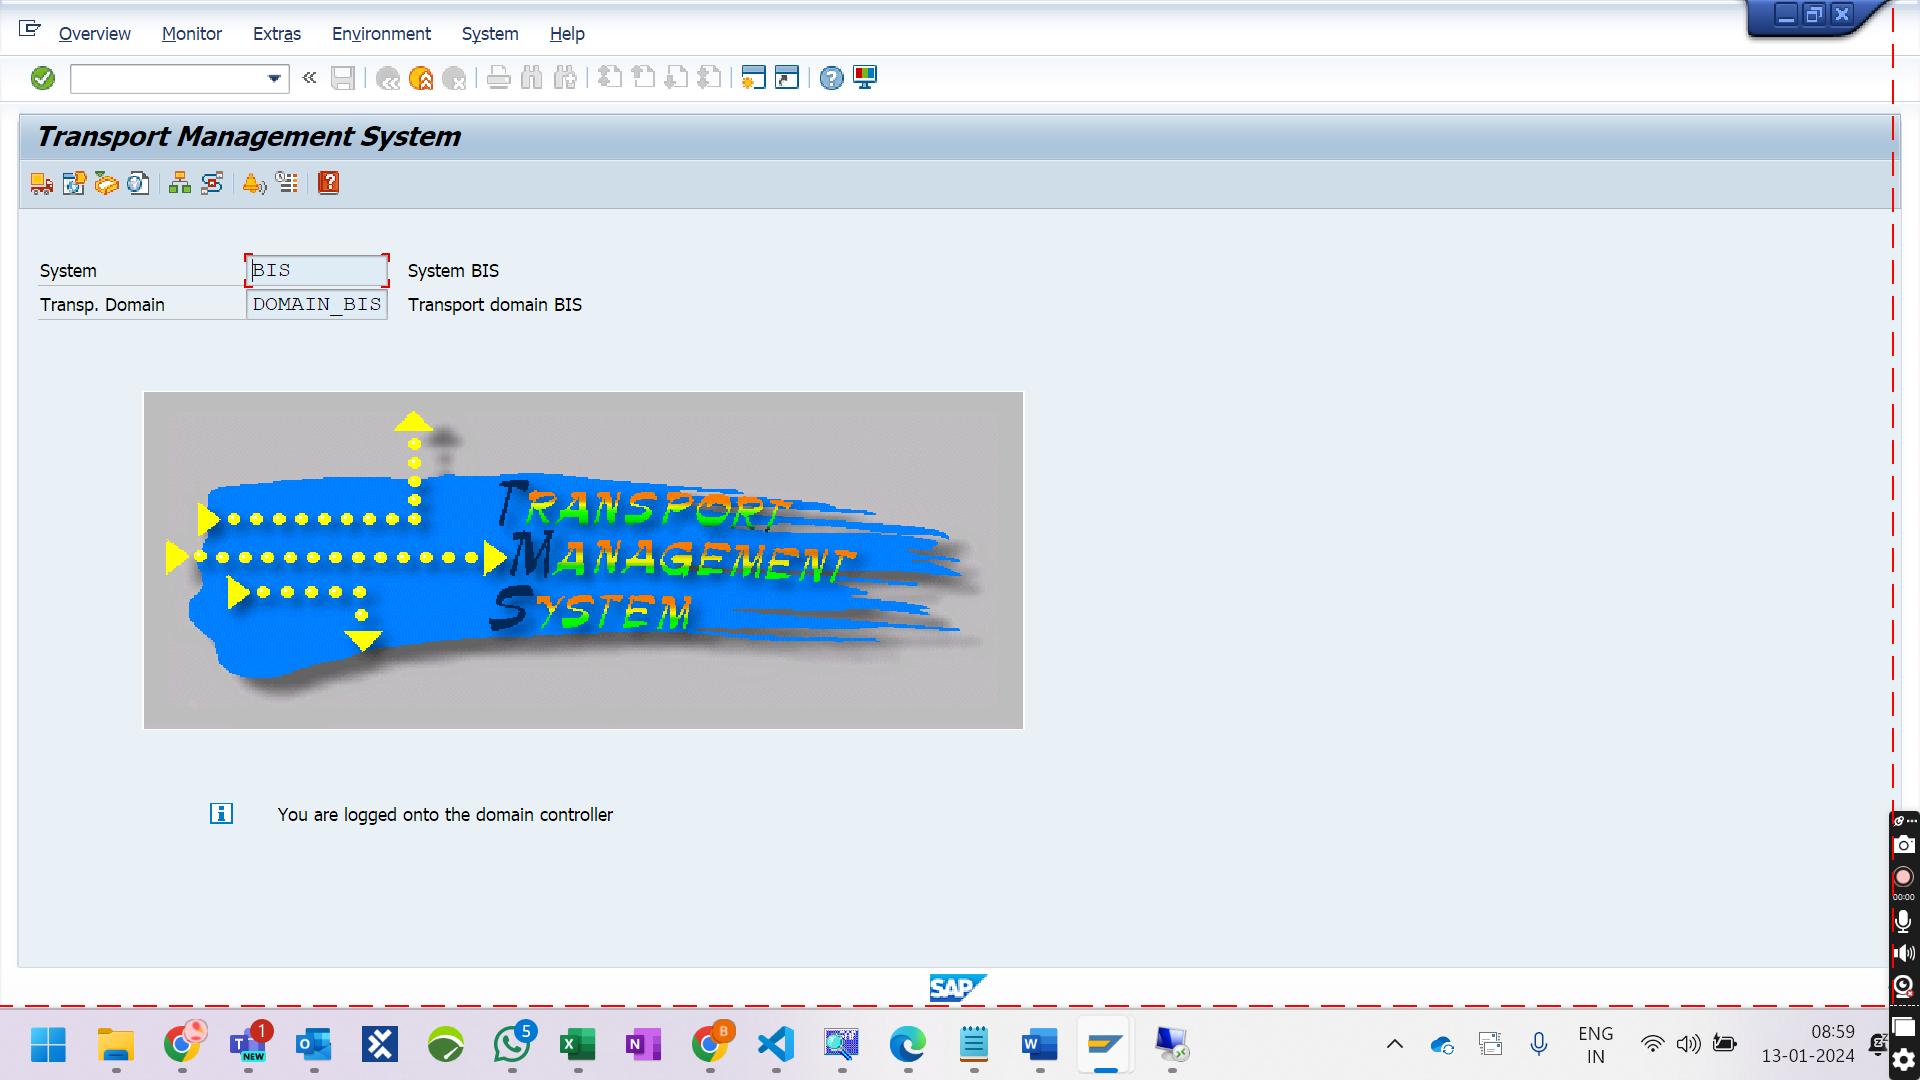 Overview Monitor Extras Environment System Help
Transport Management System
System BIS System BIS
Transp. Domain DOMAIN_BIS Transport domain BIS
TRANSPORT
MANAGEMENT
SYSTEM
You are logged onto the domain controller
00:00
SAP
1
NEW
5
B
ENG
IN
08:59
13-01-2024